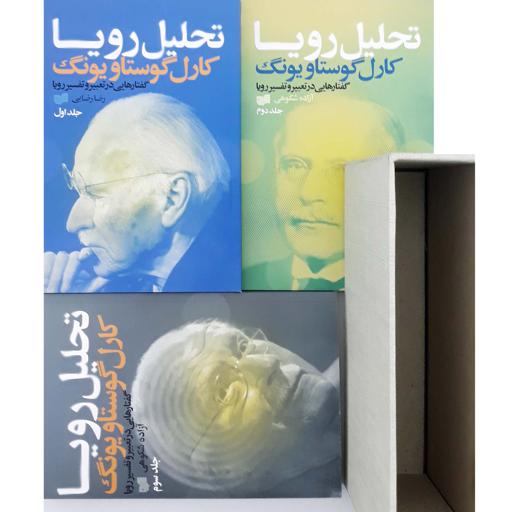 تحلیل رویا
کارل گوستاو یونگ
گفتارهایی در تعبیر و تفسیر رویا
رضا رضایی
جلد اول
تحلیل رویا
کارل گوستاو یونگ
گفتارهایی در تعبیر و تفسیر رویا
آزاده شکوهی
جلد دوم
تحلیل رویا
کارل گوستاو یونگ
گفتارهایی در تعبیر و تفسیر رویا
آزاده شکوهی
جلد سوم